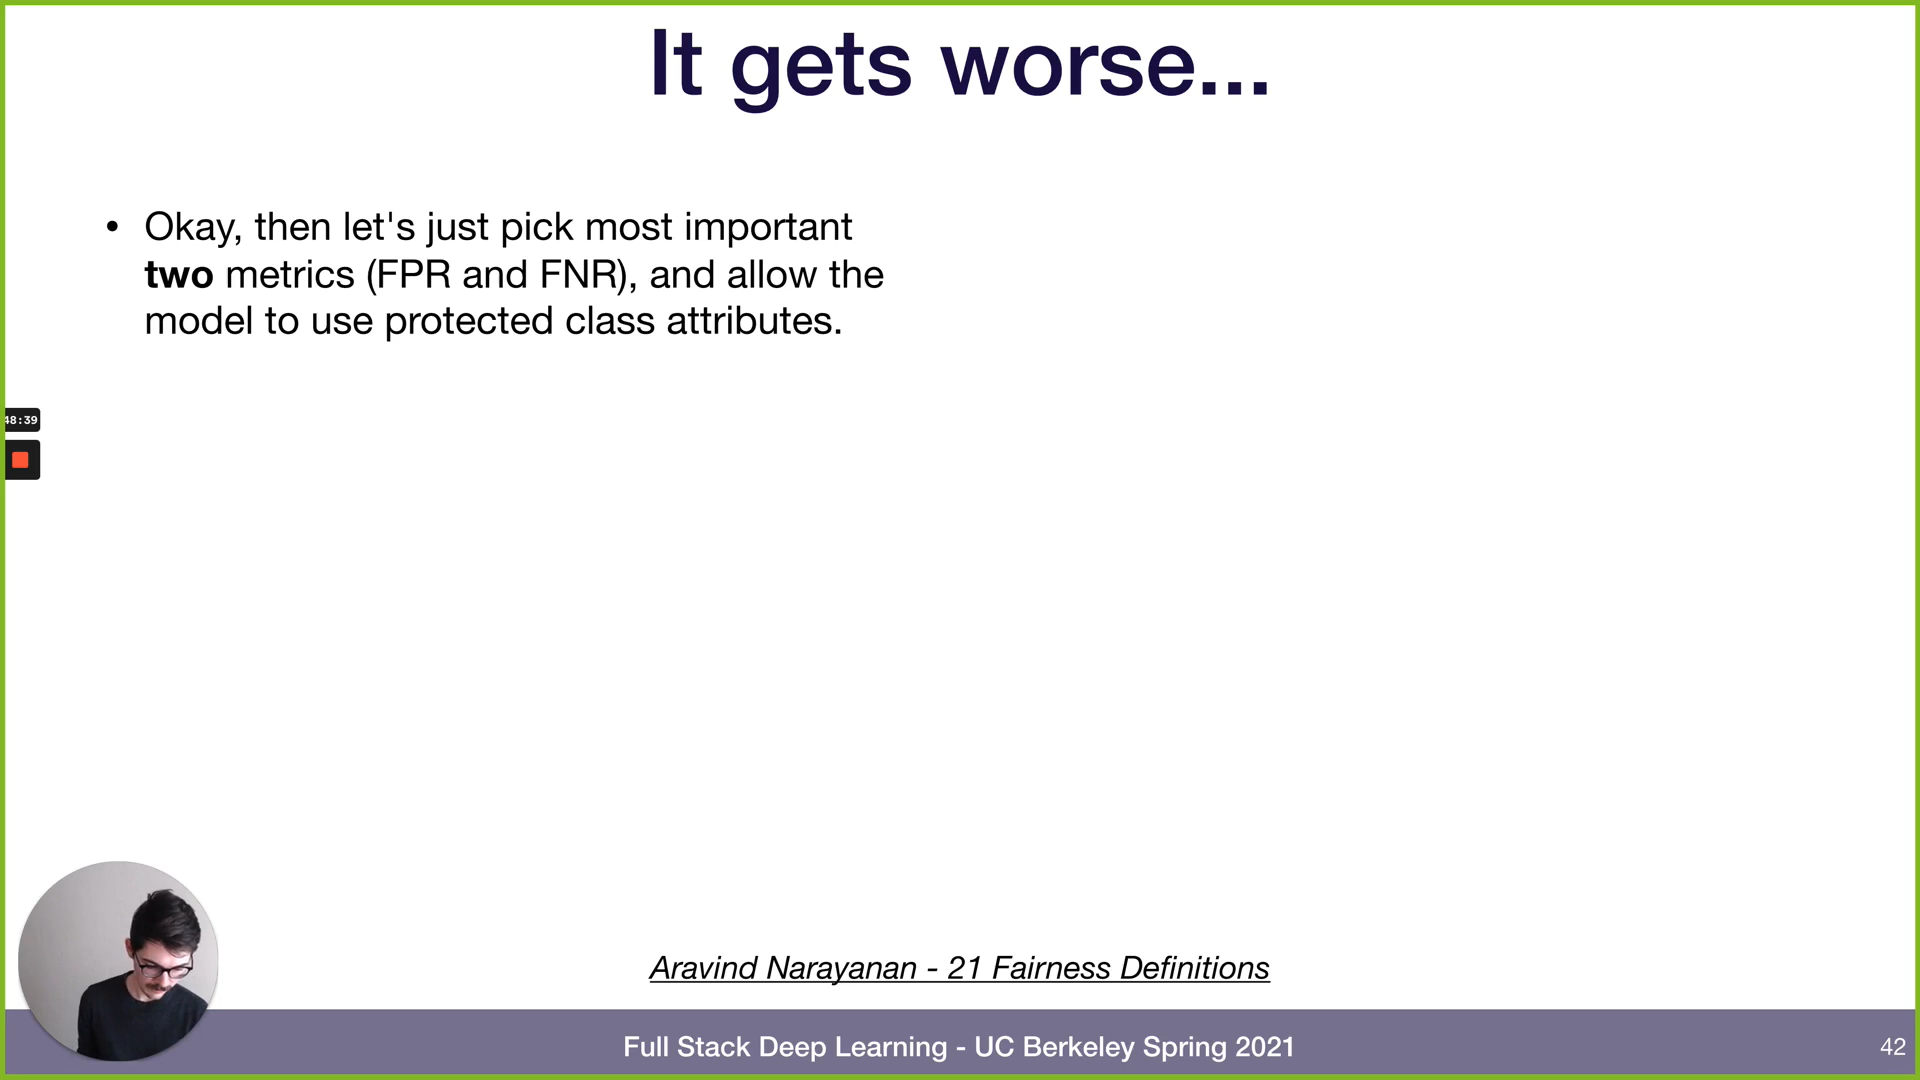 It gets worse...
• Okay, then let's just pick most important
two metrics (FPR and FNR), and allow the
model to use protected class attributes.
48:39
Aravind Narayanan - 21 Fairness Definitions
Full Stack Deep Learning - UC Berkeley Spring 2021
42